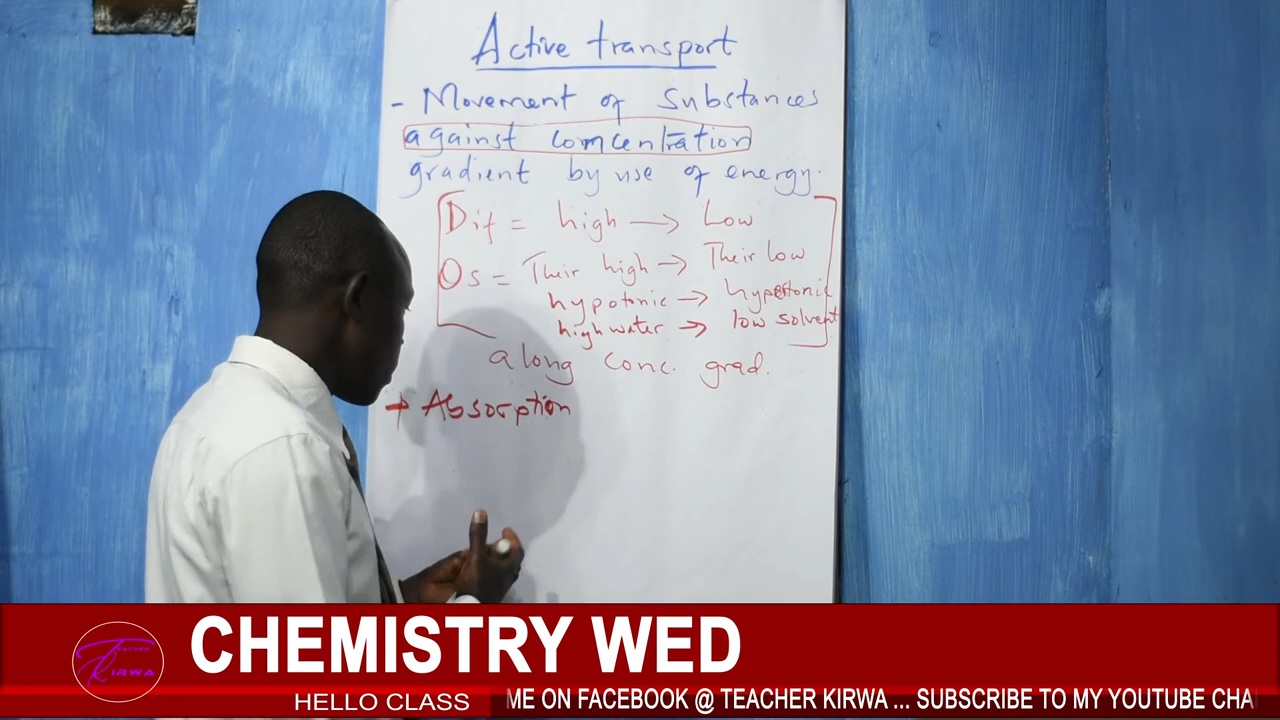 Active transport
- Movement of substances
against comcentration
gradient by use of energy.
Dif = high → Low
Os = Their high → Their low
hypotonic → hypertonic
high water → low solvent
along conc. grad.
→ Absorption
TEACHER
KIRWA
CHEMISTRY WED
HELLO CLASS
ME ON FACEBOOK @ TEACHER KIRWA ... SUBSCRIBE TO MY YOUTUBE CHA